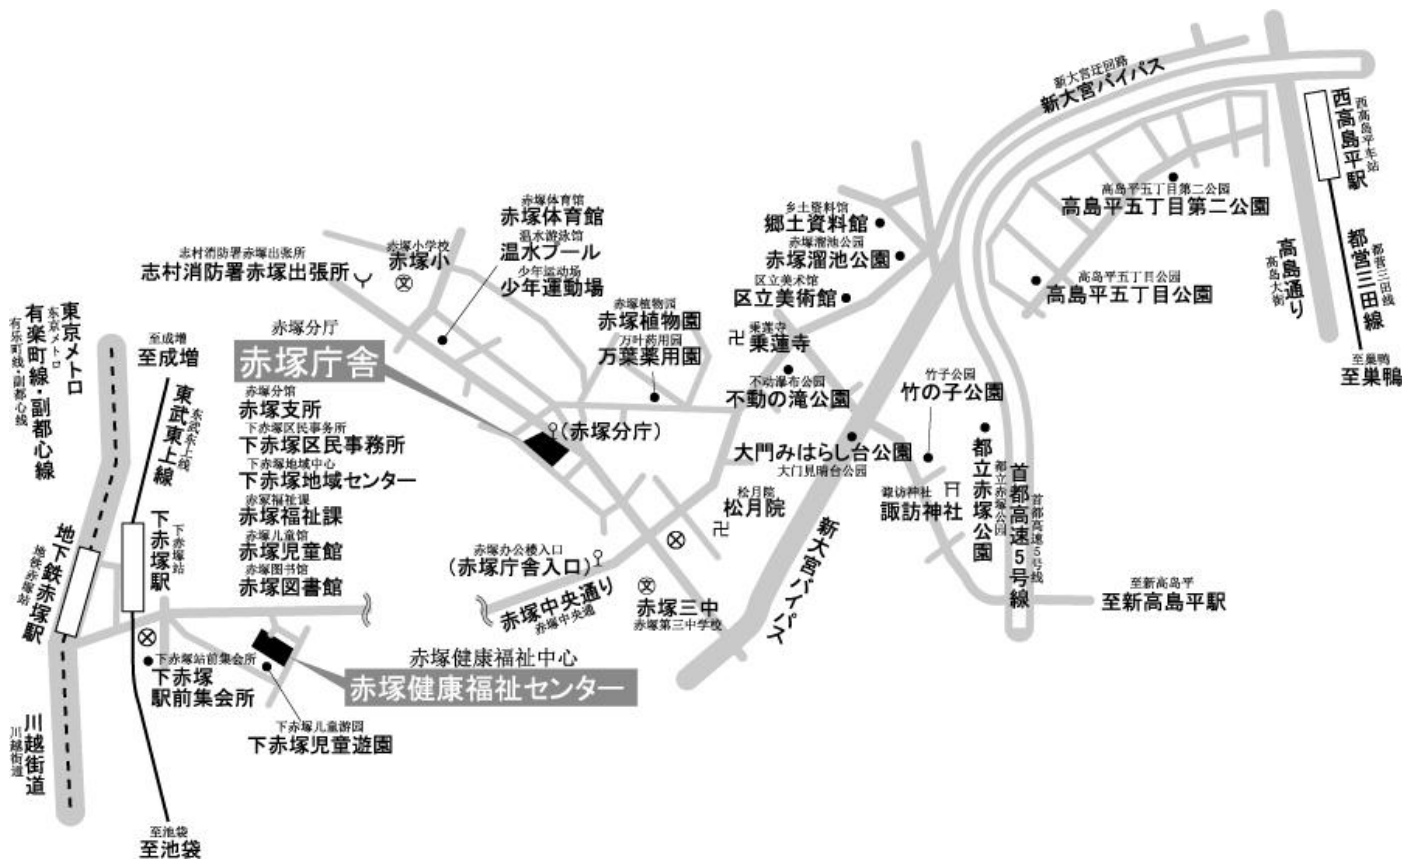 新大宫迂回路
新大宮バイパス
西高島平駅
西高島平车站
都営三田線
都营三田线
至巢鸭
至巣鴨
高島通り
高岛大街
高岛平五丁目第二公园
高島平五丁目第二公園
高岛平五丁目公园
高島平五丁目公園
乡土资料馆
郷土資料館
赤塚溜池公园
赤塚溜池公園
区立美术馆
区立美術館
乘莲寺
乗蓮寺
不动瀑布公园
不動の滝公園
竹子公园
竹の子公園
大門みはらし台公園
大门见晴台公园
諏访神社
諏訪神社
都立赤塚公園
都立赤塚公园
首都高速5号線
首都高速5号线
至新高岛平
至新高島平駅
新大宮バイパス
松月院
松月院
赤塚体育馆
赤塚体育館
温水游泳馆
温水プール
少年运动场
少年運動場
赤塚小学校
赤塚小
志村消防署赤塚出张所
志村消防署赤塚出張所
赤塚植物园
赤塚植物園
万叶药用园
万葉薬用園
赤塚分厅
赤塚庁舎
赤塚分馆
赤塚支所
下赤塚区民事务所
下赤塚区民事務所
下赤塚地域中心
下赤塚地域センター
赤冢福祉课
赤塚福祉課
赤塚儿童馆
赤塚児童館
赤塚图书馆
赤塚図書館
(赤塚分庁)
赤塚办公楼入口
(赤塚庁舎入口)
赤塚中央通り
赤塚中央通
赤塚三中
赤塚第三中学校
赤塚健康福祉中心
赤塚健康福祉センター
下赤塚儿童游园
下赤塚児童遊園
下赤塚站前集会所
下赤塚
駅前集会所
東京メトロ
东京メトロ
有楽町線・副都心線
有乐町线・副都心线
至成增
至成増
東武東上線
东武东上线
下赤塚駅
下赤塚站
地下鉄赤塚駅
地铁赤塚站
川越街道
川越街道
至池袋
至池袋